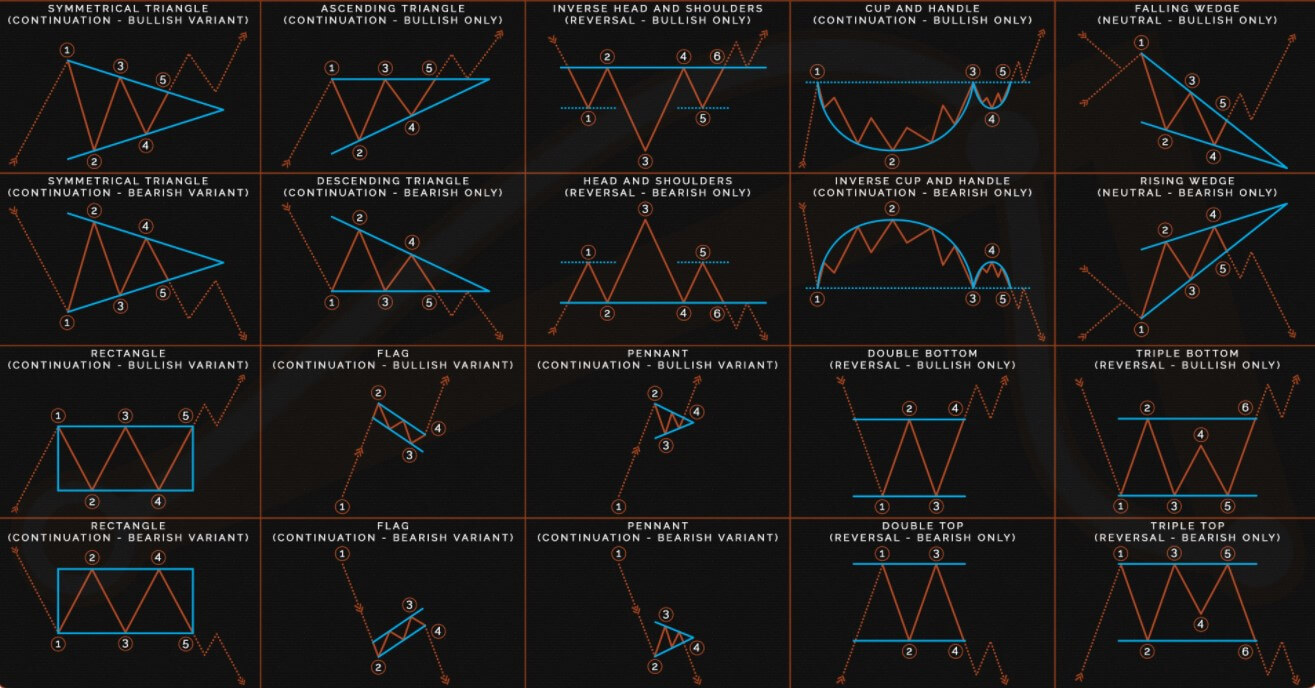 SYMMETRICAL TRIANGLE
(CONTINUATION - BULLISH VARIANT)
1
3
5
2
4
ASCENDING TRIANGLE
(CONTINUATION - BULLISH ONLY)
1
3
5
4
2
INVERSE HEAD AND SHOULDERS
(REVERSAL - BULLISH ONLY)
2
4
6
1
5
3
CUP AND HANDLE
(CONTINUATION - BULLISH ONLY)
1
3
5
4
2
FALLING WEDGE
(NEUTRAL - BULLISH ONLY)
1
3
5
2
4
SYMMETRICAL TRIANGLE
(CONTINUATION - BEARISH VARIANT)
2
4
3
1
DESCENDING TRIANGLE
(CONTINUATION - BEARISH ONLY)
2
4
1
3
5
HEAD AND SHOULDERS
(REVERSAL - BEARISH ONLY)
3
1
5
2
4
6
INVERSE CUP AND HANDLE
(CONTINUATION - BEARISH ONLY)
2
4
1
3
5
RISING WEDGE
(NEUTRAL - BEARISH ONLY)
4
2
5
3
1
RECTANGLE
(CONTINUATION - BULLISH VARIANT)
1
3
5
2
4
FLAG
(CONTINUATION - BULLISH VARIANT)
2
4
3
1
PENNANT
(CONTINUATION - BULLISH VARIANT)
2
4
3
1
DOUBLE BOTTOM
(REVERSAL - BULLISH ONLY)
2
4
1
3
TRIPLE BOTTOM
(REVERSAL - BULLISH ONLY)
2
6
4
1
3
5
RECTANGLE
(CONTINUATION - BEARISH VARIANT)
2
4
1
3
5
FLAG
(CONTINUATION - BEARISH VARIANT)
1
3
4
2
PENNANT
(CONTINUATION - BEARISH VARIANT)
1
3
4
2
DOUBLE TOP
(REVERSAL - BEARISH ONLY)
1
3
2
4
TRIPLE TOP
(REVERSAL - BEARISH ONLY)
1
3
5
4
2
6